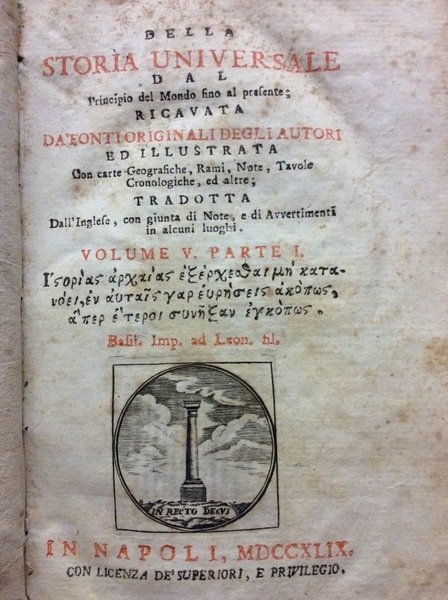 DELLA
STORIA UNIVERSALE
DAL
Principio del Mondo fino al presente;
RICAVATA
DA'FONTI ORIGINALI DEGLI AUTORI
ED ILLUSTRATA
Con carte Geografiche, Rami, Note, Tavole
Cronologiche, ed altre;
TRADOTTA
Dall'Inglese, con giunta di Note, e di Avvertimenti
in alcuni luoghi.
VOLUME V. PARTE I.
Ἱστορίας ἀρχαίας ἐξέρχεσθαι μὴ κατα-
νόει, ἐν αὐταῖς γὰρ εὑρήσεις ἀκόπως,
ἅπερ ἕτεροι συνῆξαν ἐγκόπως.
Basil. Imp. ad Leon. fil.
IN RECTO DECUS
IN NAPOLI, MDCCXLIX.
CON LICENZA DE'SUPERIORI, E PRIVILEGIO.